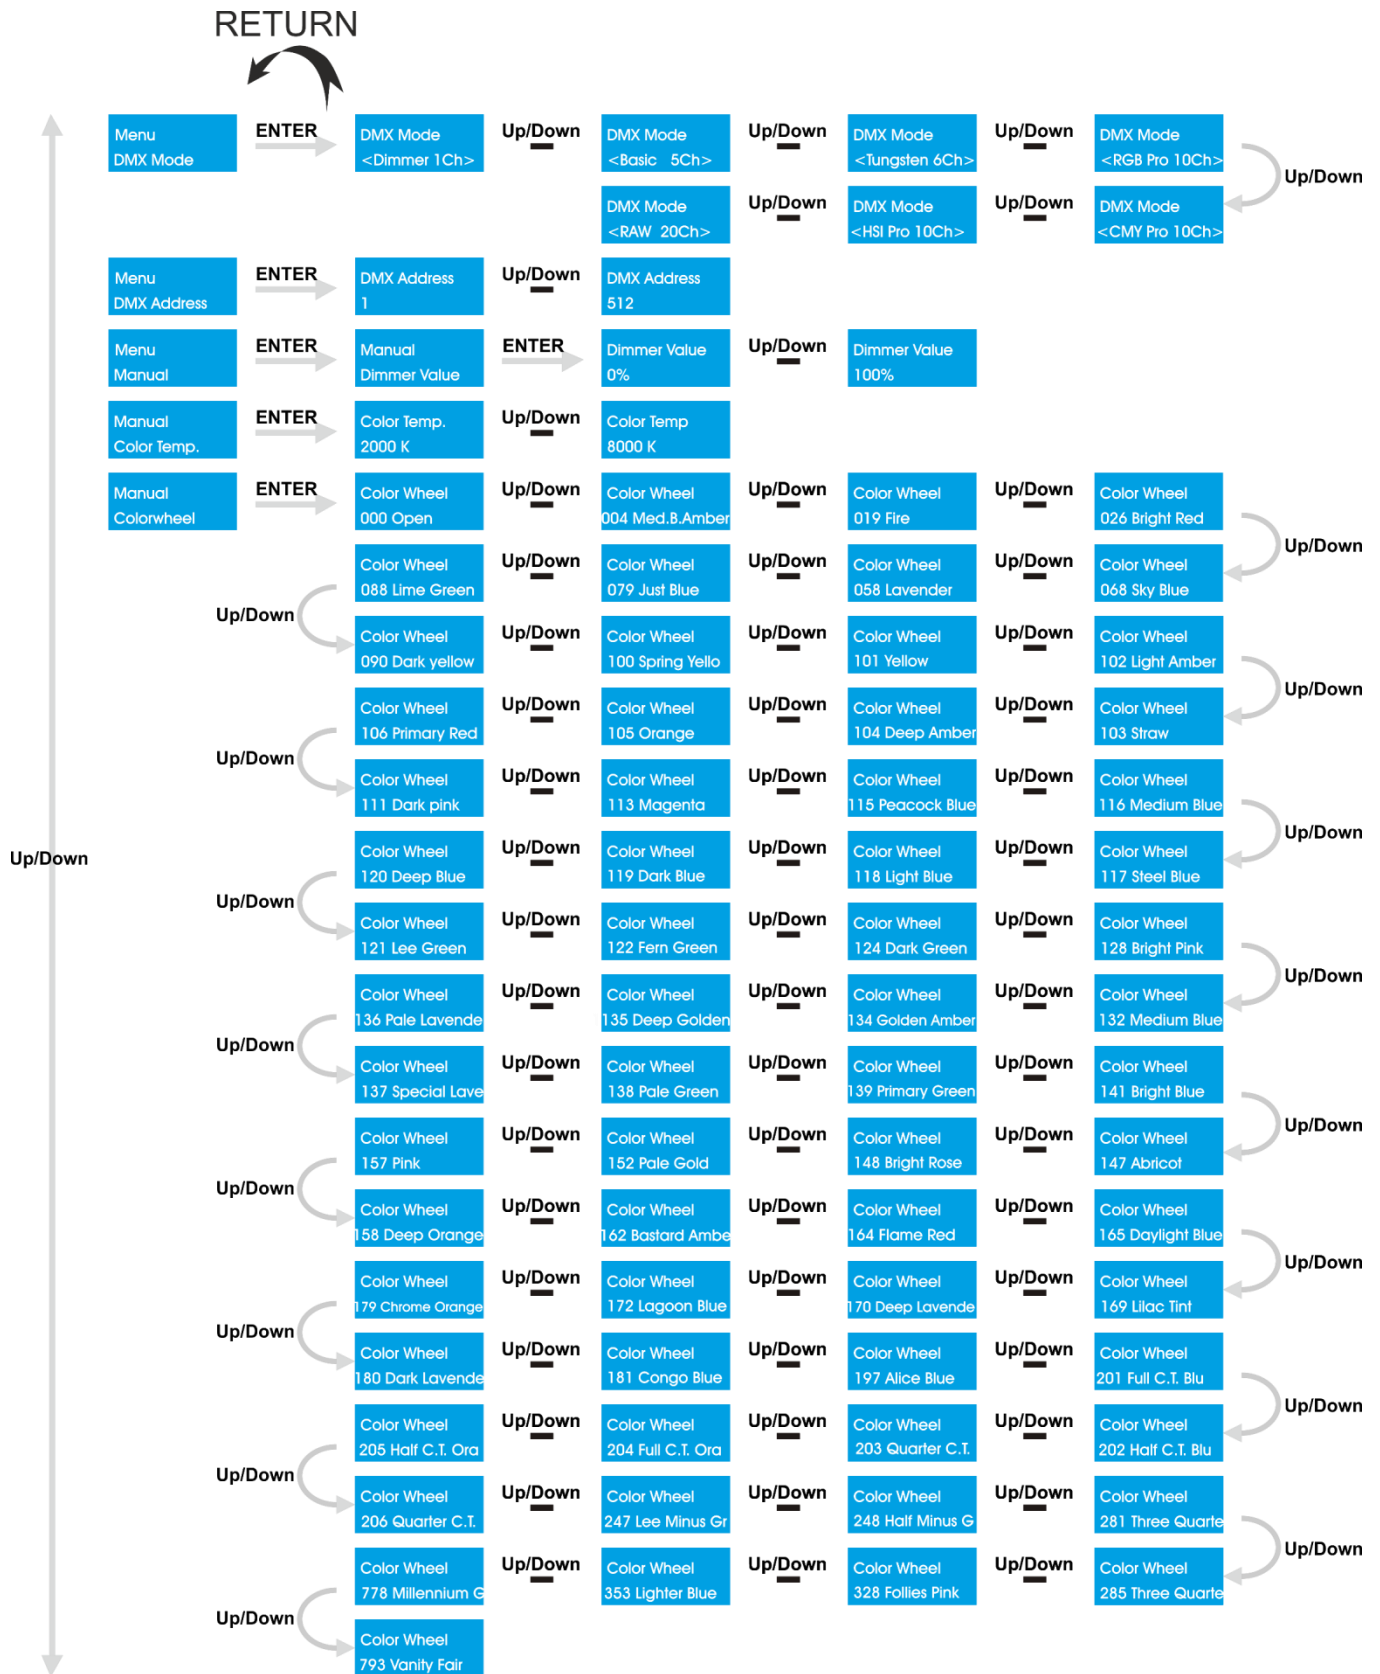 RETURN
Menu
DMX Mode
ENTER
DMX Mode
<Dimmer 1Ch>
Up/Down
DMX Mode
<Basic 5Ch>
Up/Down
DMX Mode
<Tungsten 6Ch>
Up/Down
DMX Mode
<RGB Pro 10Ch>
Up/Down
DMX Mode
<RAW 20Ch>
Up/Down
DMX Mode
<HSI Pro 10Ch>
Up/Down
DMX Mode
<CMY Pro 10Ch>
Menu
DMX Address
ENTER
DMX Address
1
Up/Down
DMX Address
512
Menu
Manual
ENTER
Manual
Dimmer Value
ENTER
Dimmer Value
0%
Up/Down
Dimmer Value
100%
Manual
Color Temp.
ENTER
Color Temp.
2000 K
Up/Down
Color Temp
8000 K
Manual
Colorwheel
ENTER
Color Wheel
000 Open
Up/Down
Color Wheel
004 Med.B.Amber
Up/Down
Color Wheel
019 Fire
Up/Down
Color Wheel
026 Bright Red
Up/Down
Color Wheel
088 Lime Green
Up/Down
Color Wheel
079 Just Blue
Up/Down
Color Wheel
058 Lavender
Up/Down
Color Wheel
068 Sky Blue
Up/Down
Color Wheel
090 Dark yellow
Up/Down
Color Wheel
100 Spring Yello
Up/Down
Color Wheel
101 Yellow
Up/Down
Color Wheel
102 Light Amber
Up/Down
Color Wheel
106 Primary Red
Up/Down
Color Wheel
105 Orange
Up/Down
Color Wheel
104 Deep Amber
Up/Down
Color Wheel
103 Straw
Up/Down
Color Wheel
111 Dark pink
Up/Down
Color Wheel
113 Magenta
Up/Down
Color Wheel
115 Peacock Blue
Up/Down
Color Wheel
116 Medium Blue
Up/Down
Up/Down
Color Wheel
120 Deep Blue
Up/Down
Color Wheel
119 Dark Blue
Up/Down
Color Wheel
118 Light Blue
Up/Down
Color Wheel
117 Steel Blue
Up/Down
Color Wheel
121 Lee Green
Up/Down
Color Wheel
122 Fern Green
Up/Down
Color Wheel
124 Dark Green
Up/Down
Color Wheel
128 Bright Pink
Up/Down
Color Wheel
136 Pale Lavende
Up/Down
Color Wheel
135 Deep Golden
Up/Down
Color Wheel
134 Golden Amber
Up/Down
Color Wheel
132 Medium Blue
Up/Down
Color Wheel
137 Special Lave
Up/Down
Color Wheel
138 Pale Green
Up/Down
Color Wheel
139 Primary Green
Up/Down
Color Wheel
141 Bright Blue
Up/Down
Color Wheel
157 Pink
Up/Down
Color Wheel
152 Pale Gold
Up/Down
Color Wheel
148 Bright Rose
Up/Down
Color Wheel
147 Abricot
Up/Down
Color Wheel
158 Deep Orange
Up/Down
Color Wheel
162 Bastard Ambe
Up/Down
Color Wheel
164 Flame Red
Up/Down
Color Wheel
165 Daylight Blue
Up/Down
Color Wheel
179 Chrome Orange
Up/Down
Color Wheel
172 Lagoon Blue
Up/Down
Color Wheel
170 Deep Lavende
Up/Down
Color Wheel
169 Lilac Tint
Up/Down
Color Wheel
180 Dark Lavende
Up/Down
Color Wheel
181 Congo Blue
Up/Down
Color Wheel
197 Alice Blue
Up/Down
Color Wheel
201 Full C.T. Blu
Up/Down
Color Wheel
205 Half C.T. Ora
Up/Down
Color Wheel
204 Full C.T. Ora
Up/Down
Color Wheel
203 Quarter C.T.
Up/Down
Color Wheel
202 Half C.T. Blu
Up/Down
Color Wheel
206 Quarter C.T.
Up/Down
Color Wheel
247 Lee Minus Gr
Up/Down
Color Wheel
248 Half Minus G
Up/Down
Color Wheel
281 Three Quarte
Up/Down
Color Wheel
778 Millennium G
Up/Down
Color Wheel
353 Lighter Blue
Up/Down
Color Wheel
328 Follies Pink
Up/Down
Color Wheel
285 Three Quarte
Up/Down
Color Wheel
793 Vanity Fair